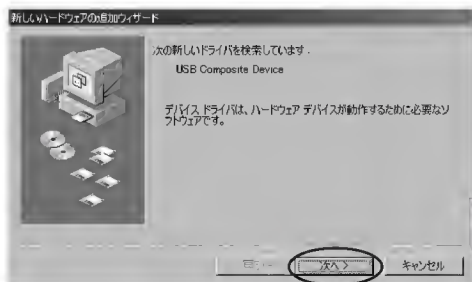 新しいハードウェアの追加ウィザード
次の新しいドライバを検索しています :
USB Composite Device
デバイス ドライバは、ハードウェア デバイスが動作するために必要なソ
フトウェアです。
次へ >
キャンセル